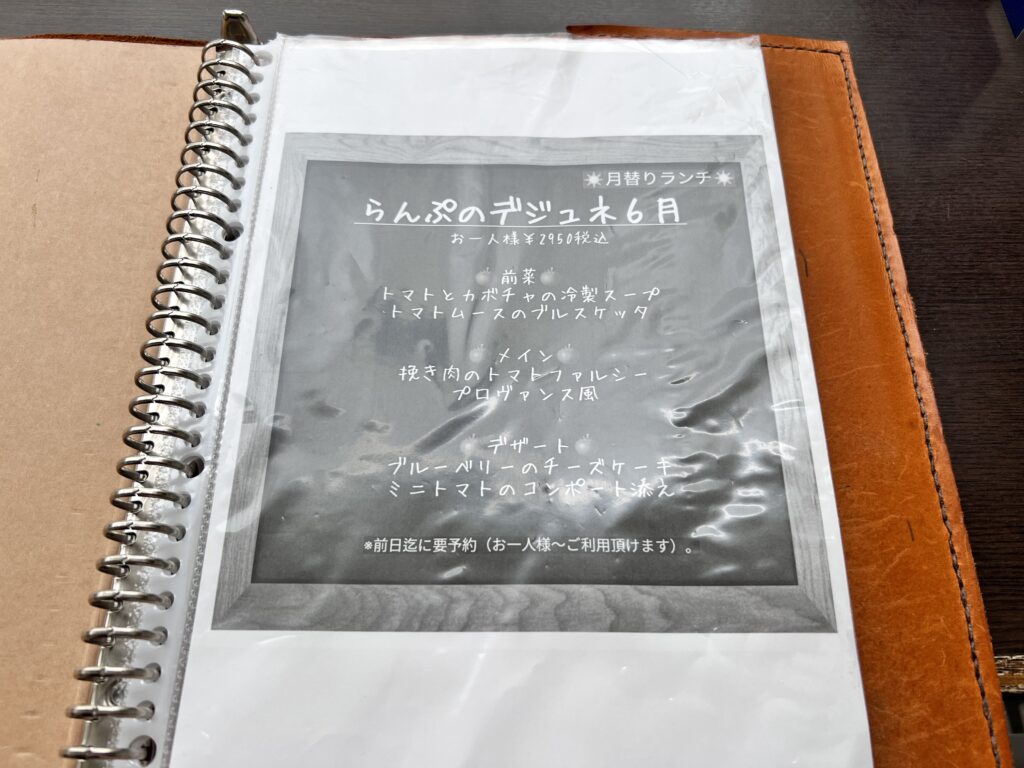 月替りランチ
らんぷのデジュネ6月
お一人様¥2950税込
前菜
トマトとカボチャの冷製スープ
トマトムースのブルスケッタ
メイン
挽き肉のトマトファルシー
プロヴァンス風
デザート
ブルーベリーのチーズケーキ
ミニトマトのコンポート添え
※前日迄に要予約（お一人様～ご利用頂けます）。